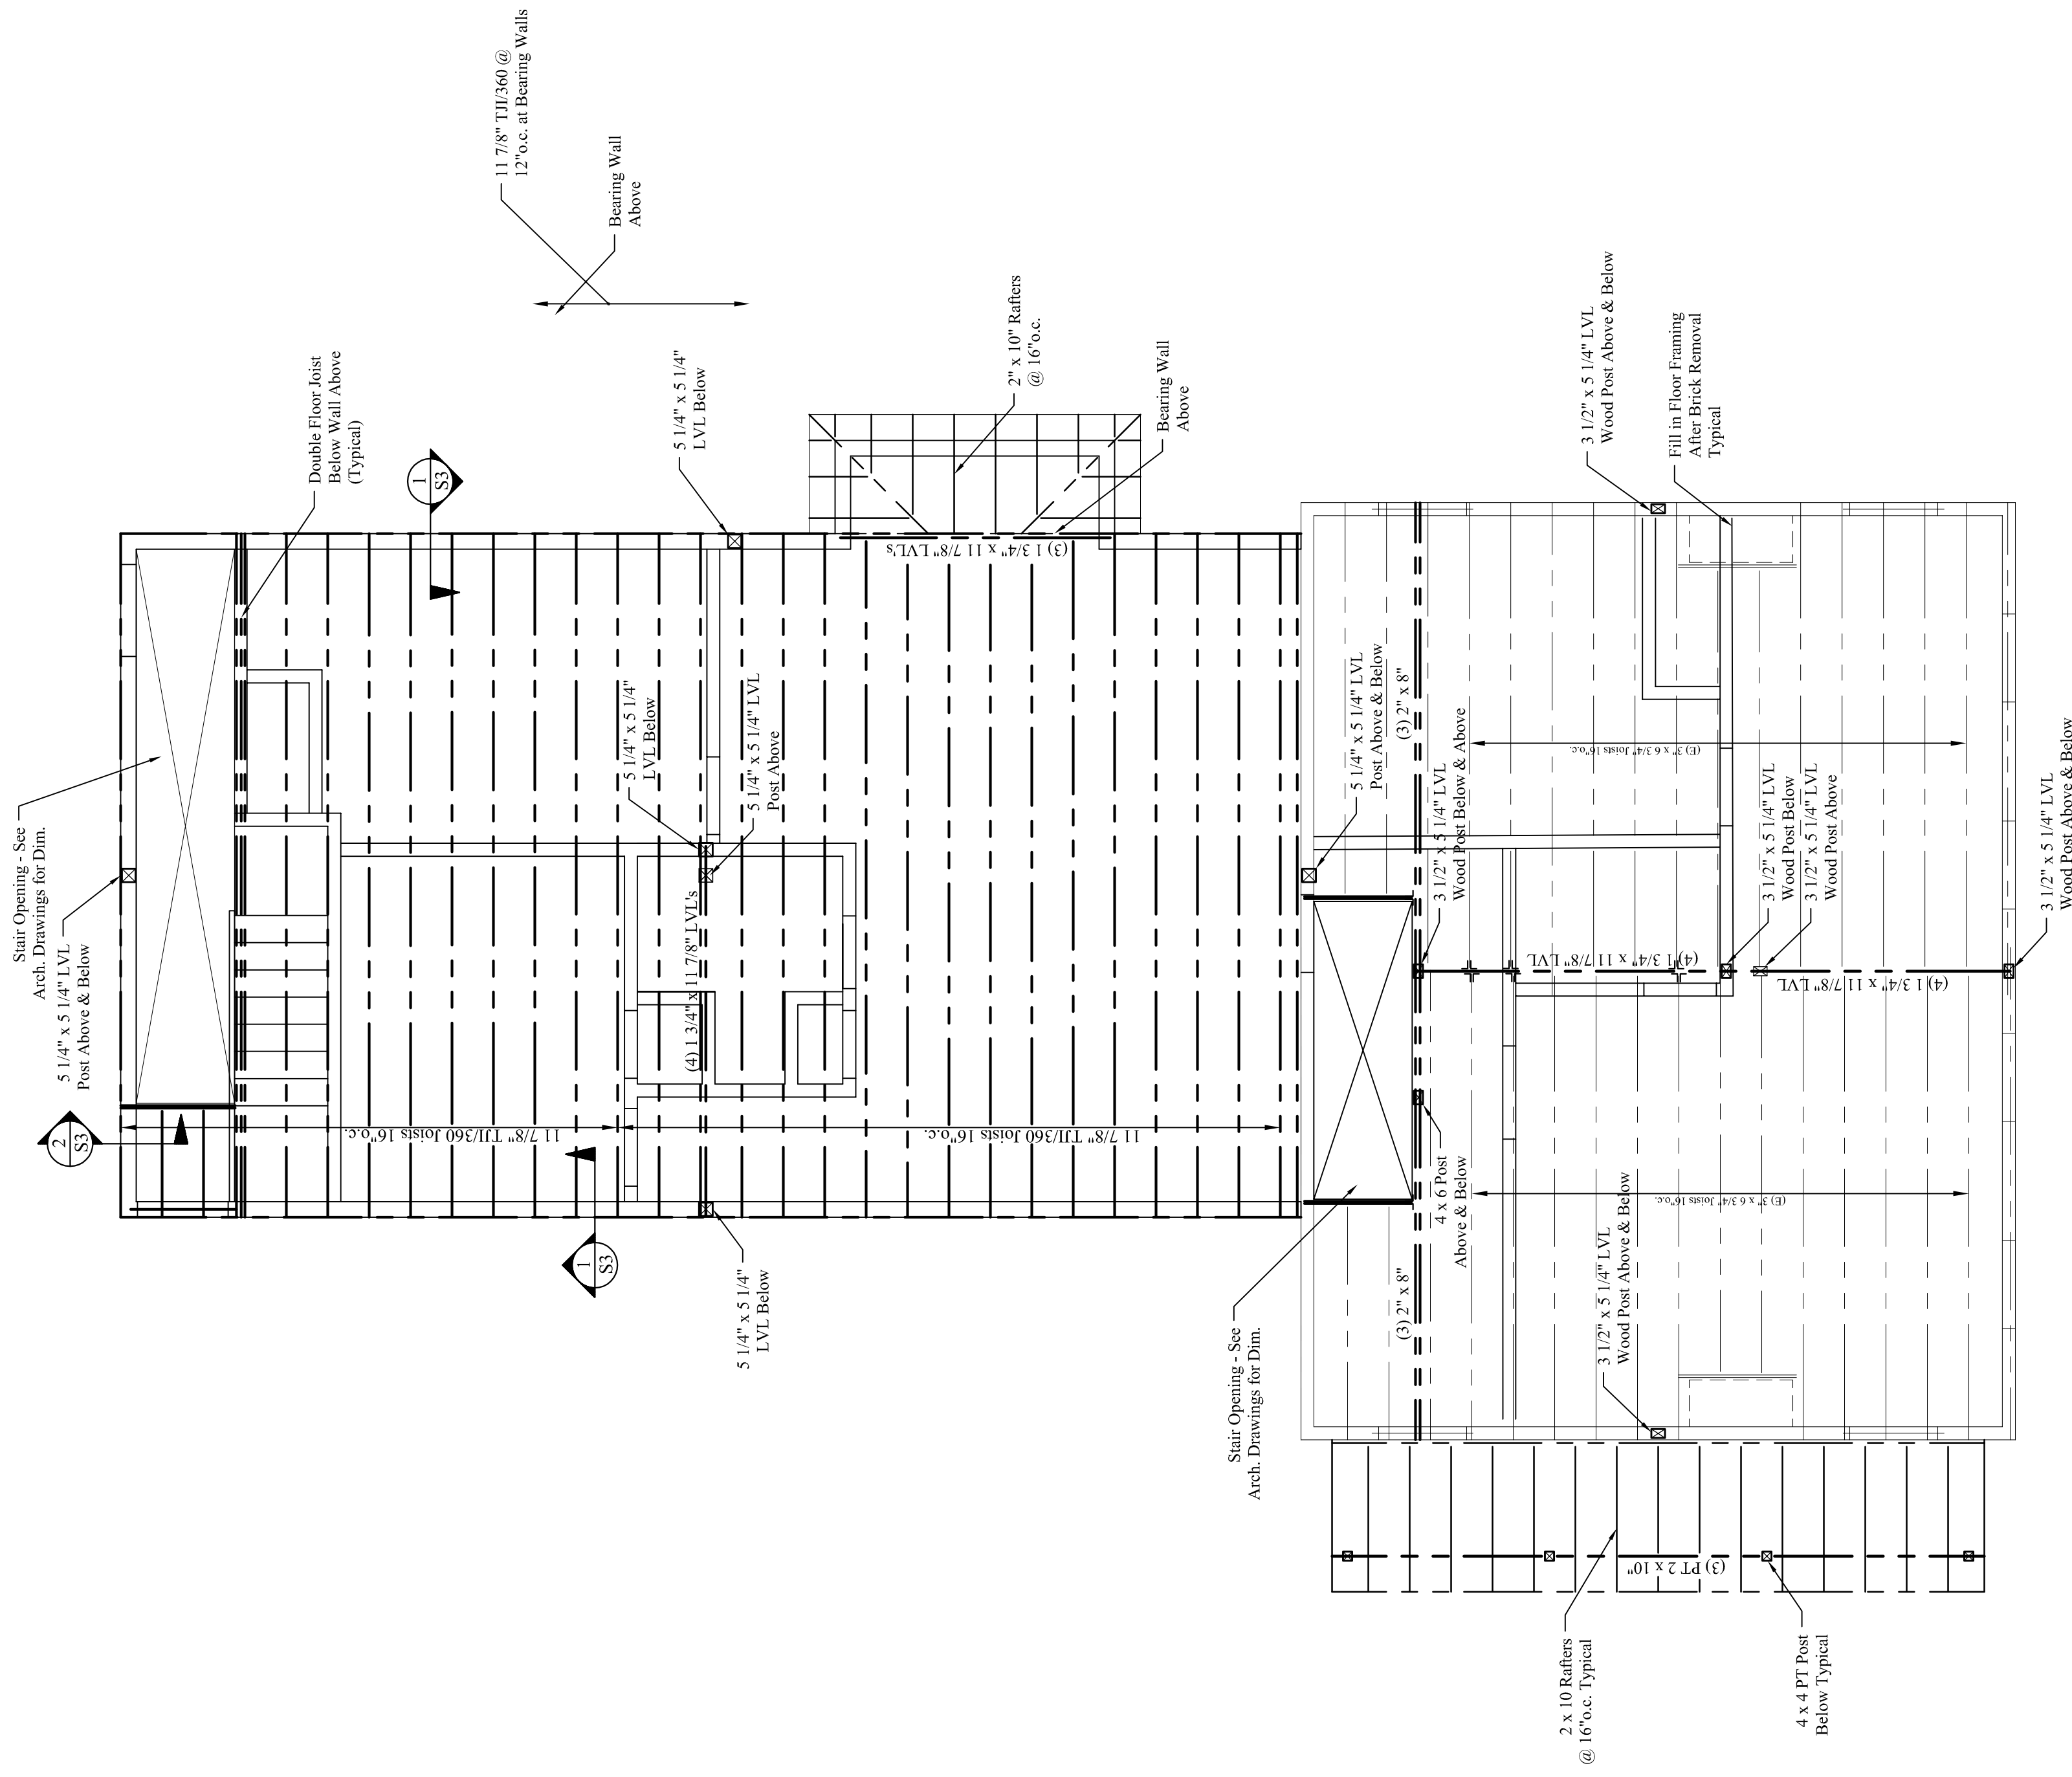 11 7/8" TJI/360 @
12"o.c. at Bearing Walls
Bearing Wall
Above
Stair Opening - See
Arch. Drawings for Dim.
5 1/4" x 5 1/4" LVL
Post Above & Below
Double Floor Joist
Below Wall Above
(Typical)
1
S3
2
S3
5 1/4" x 5 1/4"
LVL Below
2" x 10" Rafters
@ 16"o.c.
Bearing Wall
Above
(3) 1 3/4" x 11 7/8" LVL's
5 1/4" x 5 1/4"
LVL Below
5 1/4" x 5 1/4" LVL
Post Above
(4) 1 3/4" x 11 7/8" LVL's
11 7/8" TJI/360 Joists 16"o.c.
11 7/8" TJI/360 Joists 16"o.c.
1
S3
5 1/4" x 5 1/4"
LVL Below
3 1/2" x 5 1/4" LVL
Wood Post Above & Below
Fill in Floor Framing
After Brick Removal
Typical
5 1/4" x 5 1/4" LVL
Post Above & Below
(3) 2" x 8"
3 1/2" x 5 1/4" LVL
Wood Post Below & Above
(E) 3" x 6 3/4" Joists 16"o.c.
3 1/2" x 5 1/4" LVL
Wood Post Below
3 1/2" x 5 1/4" LVL
Wood Post Above
(4) 1 3/4" x 11 7/8" LVL
(4) 1 3/4" x 11 7/8" LVL
3 1/2" x 5 1/4" LVL
Wood Post Above & Below
4 x 6 Post
Above & Below
(E) 3" x 6 3/4" Joists 16"o.c.
Stair Opening - See
Arch. Drawings for Dim.
(3) 2" x 8"
3 1/2" x 5 1/4" LVL
Wood Post Above & Below
(3) PT 2 x 10"
2 x 10 Rafters
@ 16"o.c. Typical
4 x 4 PT Post
Below Typical